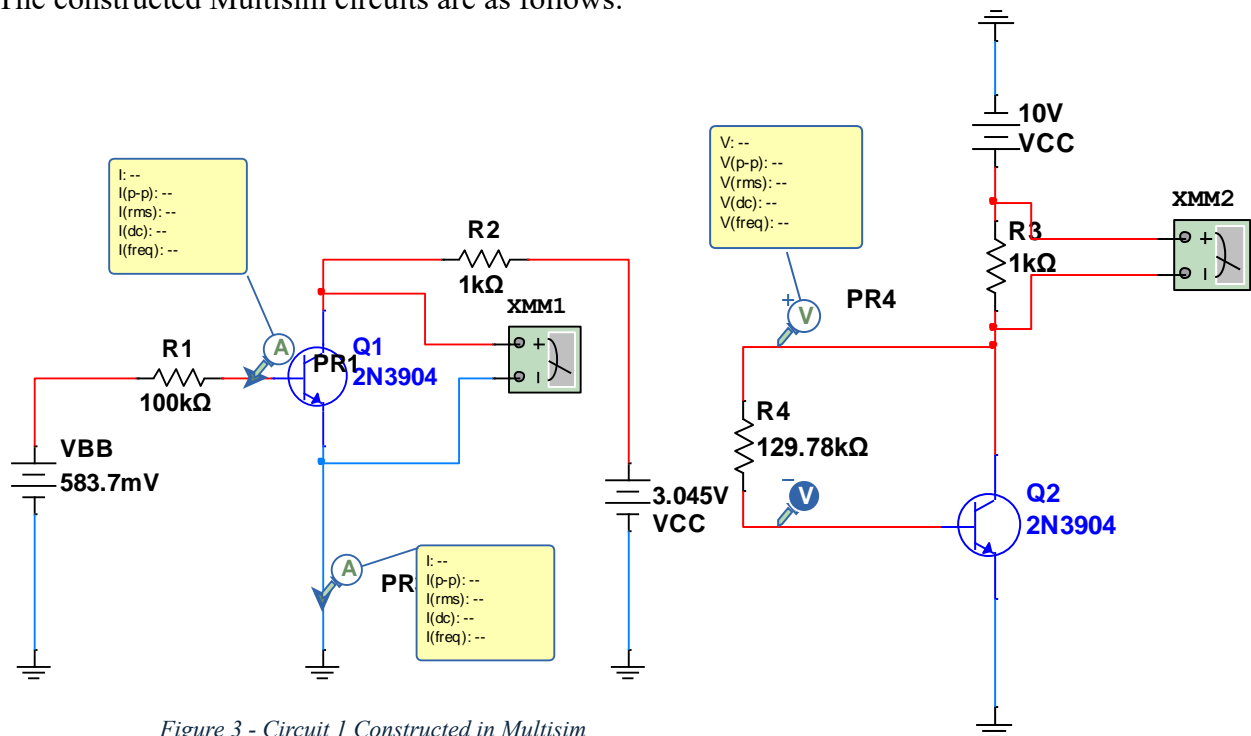 The constructed Multisim circuits are as follows:
I: --
I(p-p): --
I(rms): --
I(dc): --
I(freq): --
R1
100kΩ
VBB
583.7mV
PR1
Q1
2N3904
R2
1kΩ
XMM1
+
3.045V
VCC
A
A
PR
I: --
I(p-p): --
I(rms): --
I(dc): --
I(freq): --
Figure 3 - Circuit 1 Constructed in Multisim
V: --
V(p-p): --
V(rms): --
V(dc): --
V(freq): --
+
V
PR4
10V
VCC
R3
1kΩ
XMM2
+
R4
129.78kΩ
V
Q2
2N3904